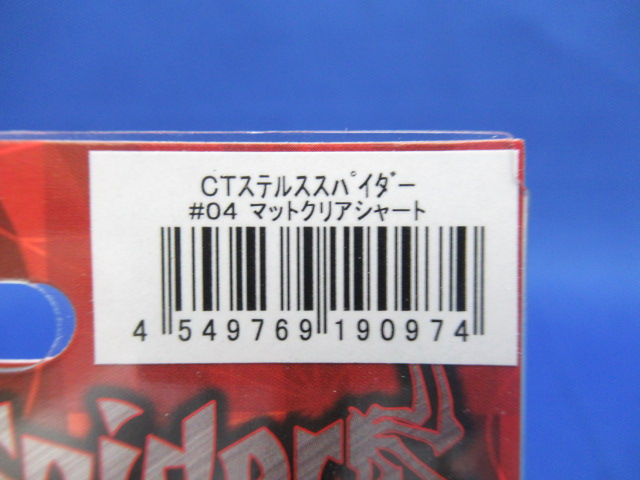 CTステルススパイダー
#04 マットクリアシャート
4 549769 190974
Spider